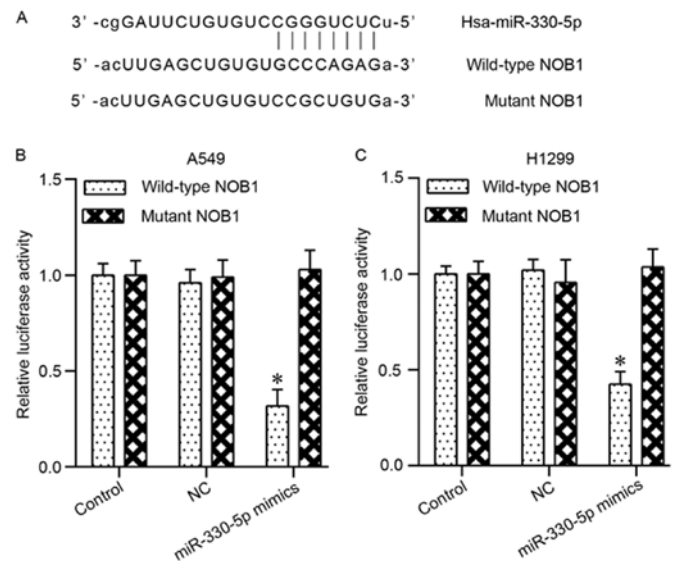 A
3' -cgGAUUCUGUGUCCGGGUCUCu-5' Hsa-miR-330-5p
5' -acUUGAGCUGUGUGCCCAGAGa-3' Wild-type NOB1
5' -acUUGAGCUGUGUCCGCUGUGa-3' Mutant NOB1
B
A549
Wild-type NOB1
Mutant NOB1
Relative luciferase activity
1.5
1.0
0.5
0.0
*
Control
NC
miR-330-5p mimics
C
H1299
Wild-type NOB1
Mutant NOB1
Relative luciferase activity
1.5
1.0
0.5
0.0
*
Control
NC
miR-330-5p mimics